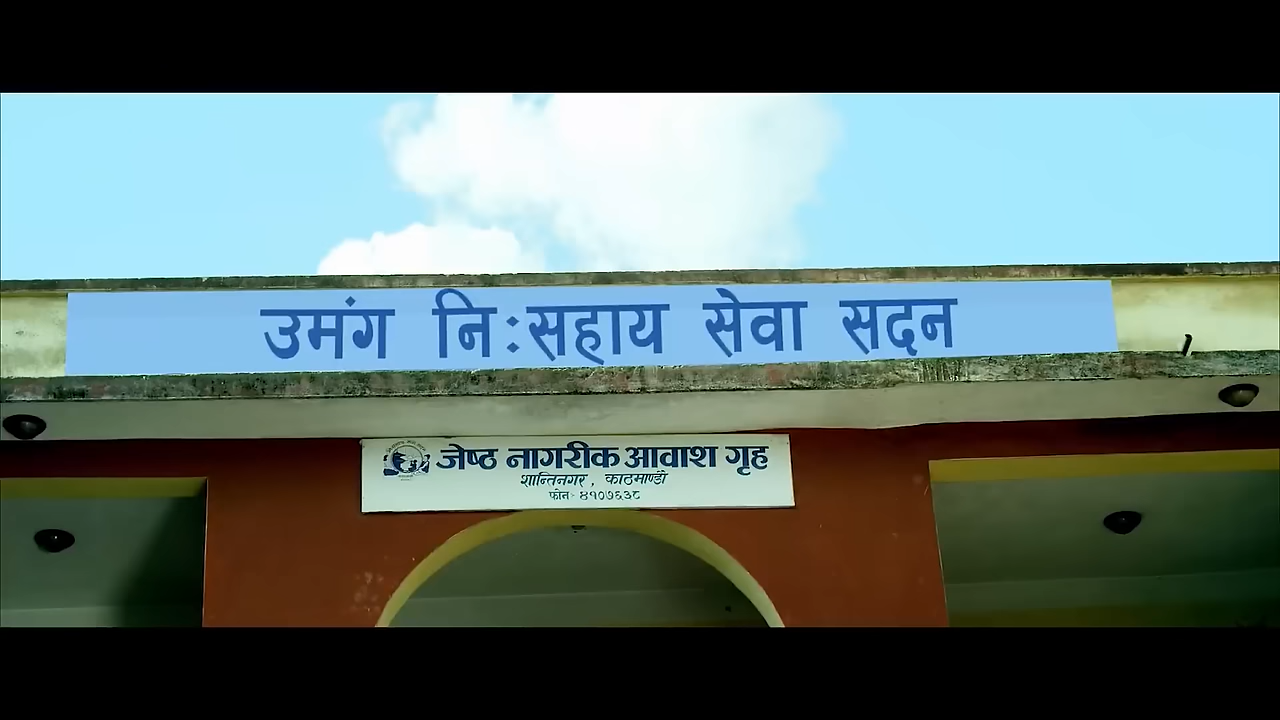 उमंग निःसहाय सेवा सदन
जेष्ठ नागरीक आवाश गृह
शान्तिनगर, काठमाण्डौ
फोनः ४१०७६३८